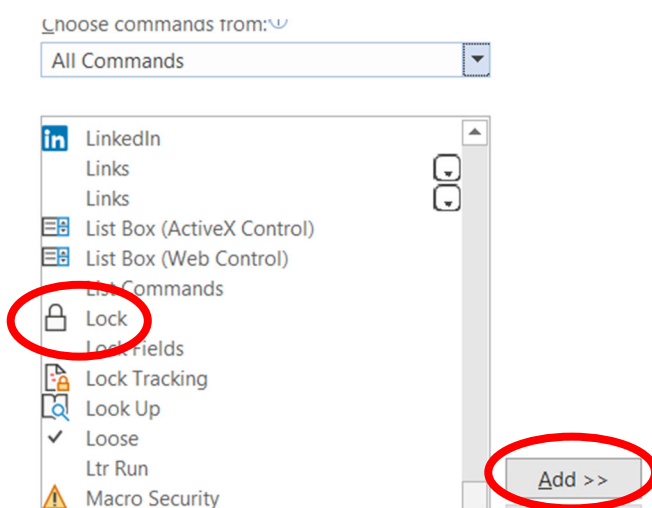 Choose commands from:
All Commands
in LinkedIn
Links
Links
List Box (ActiveX Control)
List Box (Web Control)
List Commands
Lock
Lock Fields
Lock Tracking
Look Up
Loose
Ltr Run
Add >>
Macro Security